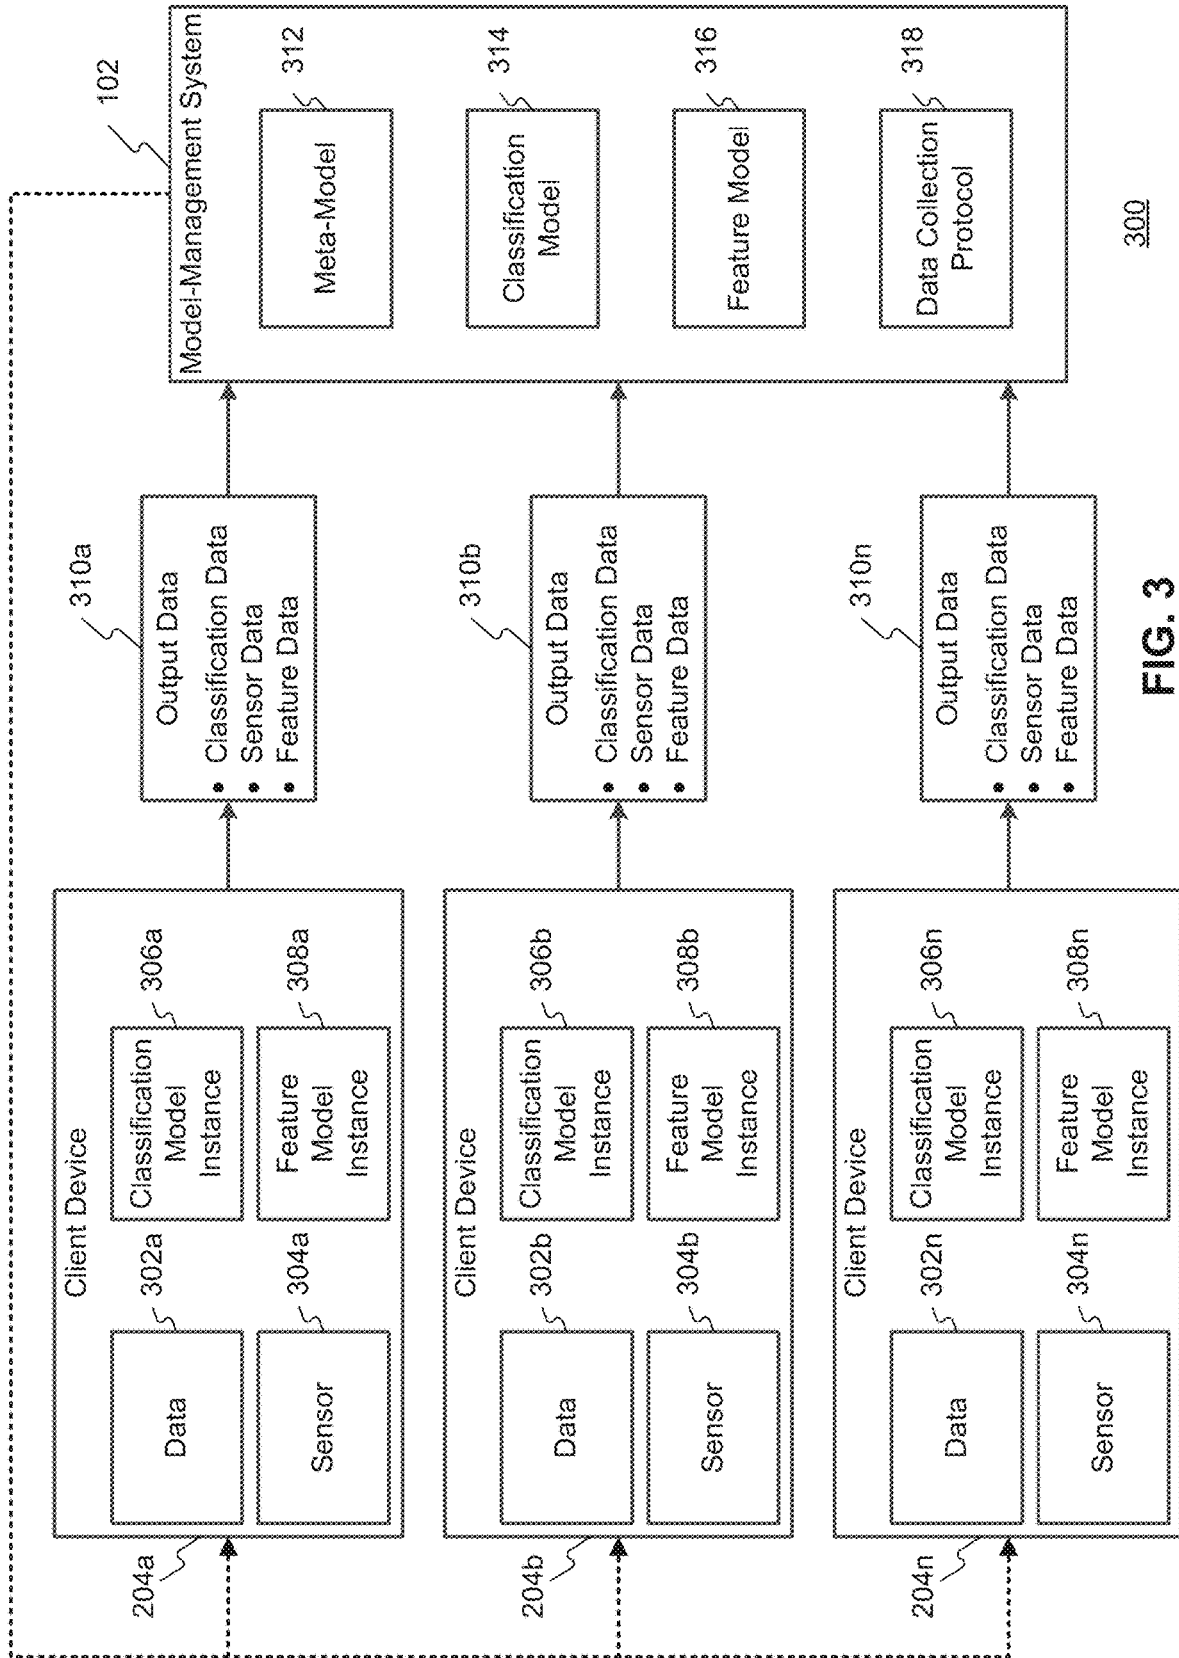 204a
Client Device
302a
Data
304a
Sensor
306a
Classification
Model
Instance
308a
Feature
Model
Instance
310a
Output Data
• Classification Data
• Sensor Data
• Feature Data
204b
Client Device
302b
Data
304b
Sensor
306b
Classification
Model
Instance
308b
Feature
Model
Instance
310b
Output Data
• Classification Data
• Sensor Data
• Feature Data
204n
Client Device
302n
Data
304n
Sensor
306n
Classification
Model
Instance
308n
Feature
Model
Instance
310n
Output Data
• Classification Data
• Sensor Data
• Feature Data
102
Model-Management System
312
Meta-Model
314
Classification
Model
316
Feature Model
318
Data Collection
Protocol
300
FIG. 3